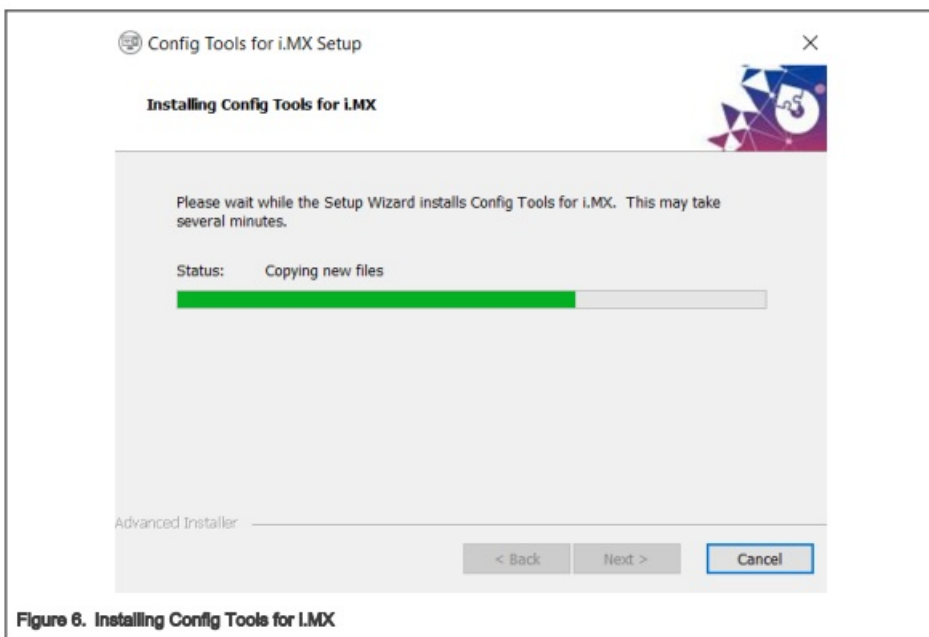 Config Tools for i.MX Setup
Installing Config Tools for i.MX
Please wait while the Setup Wizard installs Config Tools for i.MX. This may take
several minutes.
Status: Copying new files
Advanced Installer
< Back Next > Cancel
Figure 6. Installing Config Tools for i.MX